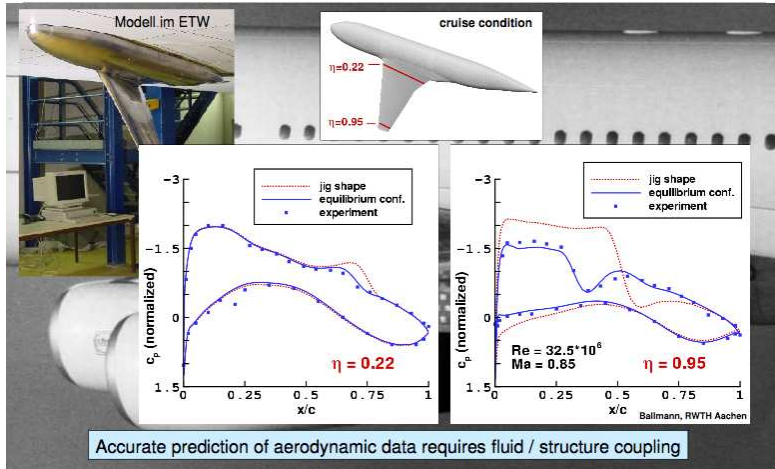 Modell im ETW
cruise condition
η=0.22
η=0.95
-3
-1.5
0
1.5
c_p (normalized)
jig shape
equilibrium conf.
experiment
η = 0.22
0 0.25 0.5 0.75 1
x/c
-3
-1.5
0
1.5
c_p (normalized)
jig shape
equilibrium conf.
experiment
Re = 32.5*10^6
Ma = 0.85
η = 0.95
0 0.25 0.5 0.75 1
x/c
Ballmann, RWTH Aachen
Accurate prediction of aerodynamic data requires fluid / structure coupling